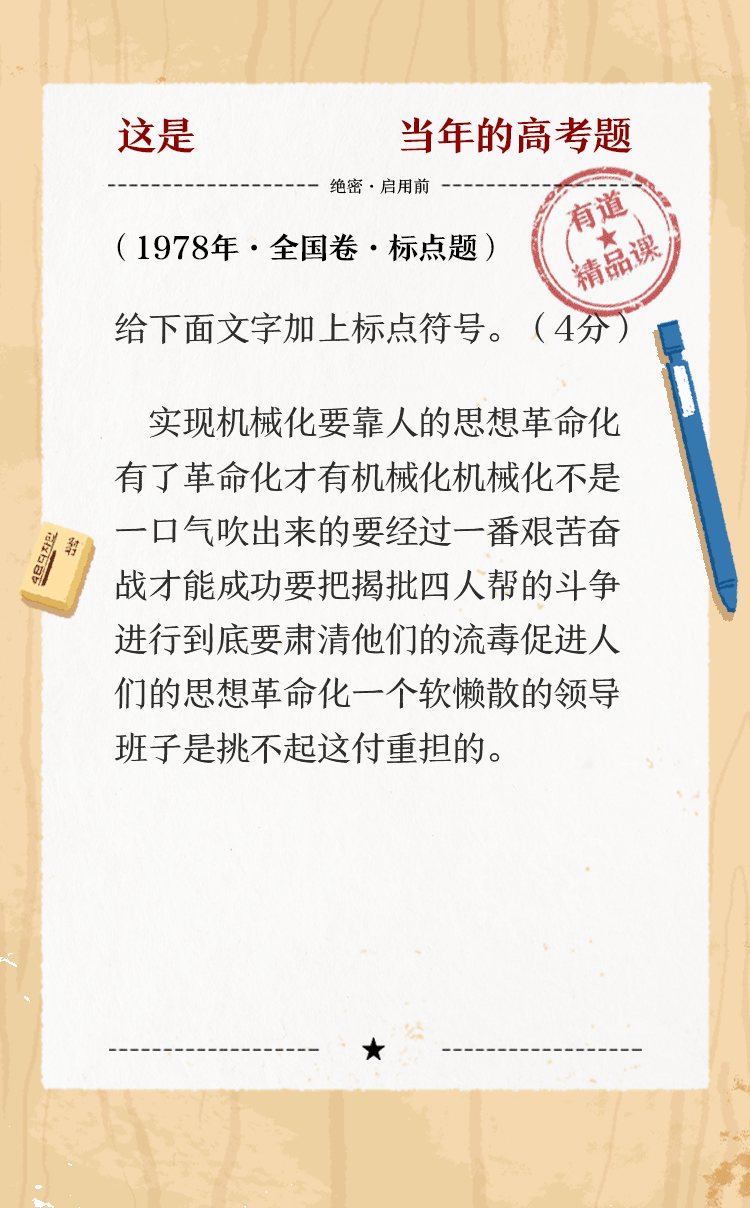 这是 当年的高考题
绝密·启用前
有道
精品课
(1978年·全国卷·标点题)
给下面文字加上标点符号。(4分)
实现机械化要靠人的思想革命化
有了革命化才有机械化机械化不是
一口气吹出来的要经过一番艰苦奋
战才能成功要把揭批四人帮的斗争
进行到底要肃清他们的流毒促进人
们的思想革命化一个软懒散的领导
班子是挑不起这付重担的。